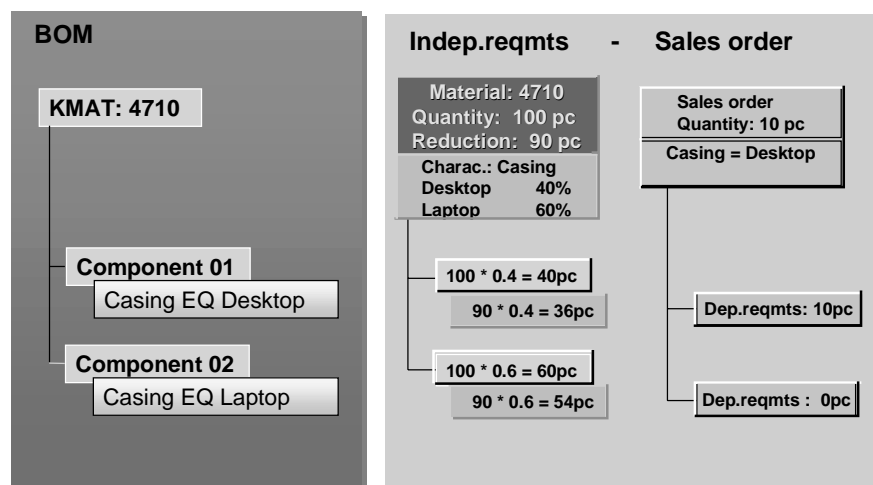 BOM
KMAT: 4710
Component 01
Casing EQ Desktop
Component 02
Casing EQ Laptop
Indep.reqmts - Sales order
Material: 4710
Quantity: 100 pc
Reduction: 90 pc
Charac.: Casing
Desktop 40%
Laptop 60%
100 * 0.4 = 40pc
90 * 0.4 = 36pc
100 * 0.6 = 60pc
90 * 0.6 = 54pc
Sales order
Quantity: 10 pc
Casing = Desktop
Dep.reqmts: 10pc
Dep.reqmts : 0pc